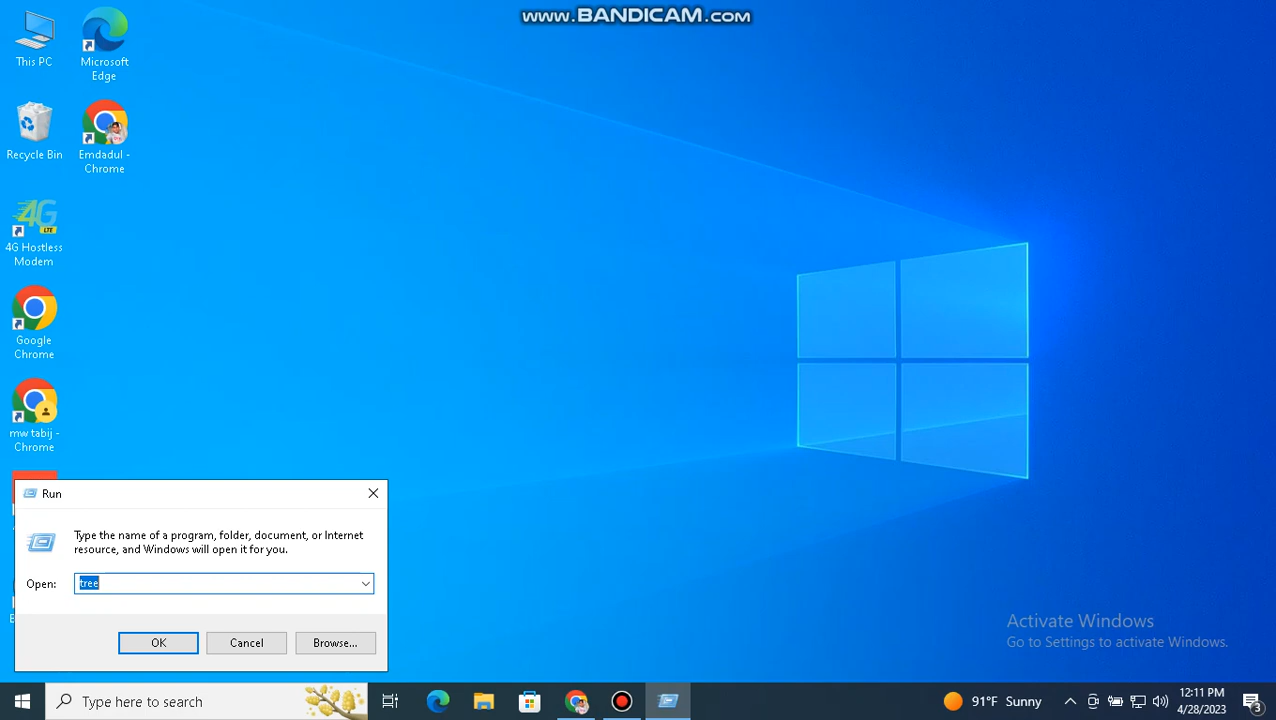 www.BANDICAM.com
This PC
Microsoft
Edge
Recycle Bin
Emdadul -
Chrome
4G
LTE
4G Hostless
Modem
Google
Chrome
mw tabij -
Chrome
Run
Type the name of a program, folder, document, or Internet
resource, and Windows will open it for you.
Open:
tree
OK
Cancel
Browse...
Activate Windows
Go to Settings to activate Windows.
Type here to search
91°F Sunny
12:11 PM
4/28/2023
3